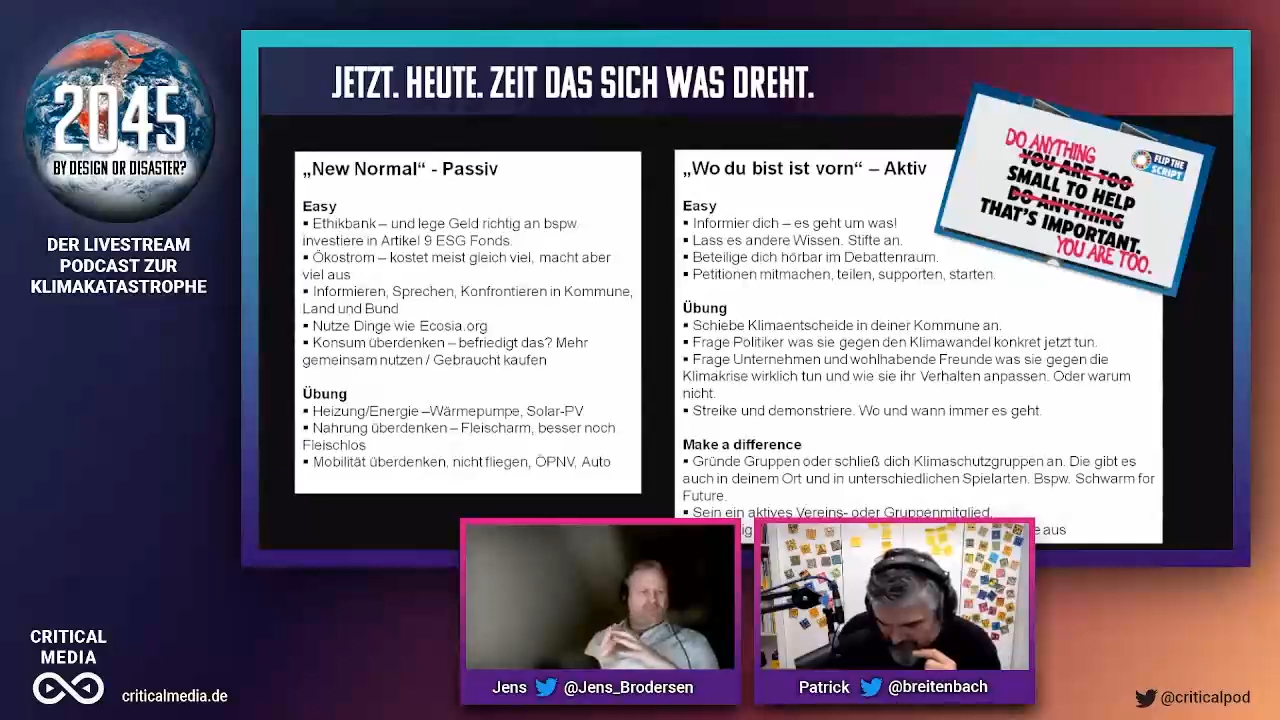 2045
BY DESIGN OR DISASTER?
DER LIVESTREAM
PODCAST ZUR
KLIMAKATASTROPHE
JETZT. HEUTE. ZEIT DAS SICH WAS DREHT.
„New Normal“ - Passiv
Easy
▪ Ethikbank – und lege Geld richtig an bspw.
investiere in Artikel 9 ESG Fonds.
▪ Ökostrom – kostet meist gleich viel, macht aber
viel aus
▪ Informieren, Sprechen, Konfrontieren in Kommune,
Land und Bund
▪ Nutze Dinge wie Ecosia.org
▪ Konsum überdenken – befriedigt das? Mehr
gemeinsam nutzen / Gebraucht kaufen
Übung
▪ Heizung/Energie –Wärmepumpe, Solar-PV
▪ Nahrung überdenken – Fleischarm, besser noch
Fleischlos
▪ Mobilität überdenken, nicht fliegen, ÖPNV, Auto
„Wo du bist ist vorn“ – Aktiv
Easy
▪ Informier dich – es geht um was!
▪ Lass es andere Wissen. Stifte an.
▪ Beteilige dich hörbar im Debattenraum.
▪ Petitionen mitmachen, teilen, supporten, starten.
Übung
▪ Schiebe Klimaentscheide in deiner Kommune an.
▪ Frage Politiker was sie gegen den Klimawandel konkret jetzt tun.
▪ Frage Unternehmen und wohlhabende Freunde was sie gegen die
Klimakrise wirklich tun und wie sie ihr Verhalten anpassen. Oder warum
nicht.
▪ Streike und demonstriere. Wo und wann immer es geht.
Make a difference
▪ Gründe Gruppen oder schließ dich Klimaschutzgruppen an. Die gibt es
auch in deinem Ort und in unterschiedlichen Spielarten. Bspw. Schwarm for
Future.
▪ Sein ein aktives Vereins- oder Gruppenmitglied.
aus
DO ANYTHING
YOU ARE TOO
SMALL TO HELP
DO ANYTHING
THAT'S IMPORTANT.
YOU ARE TOO.
FLIP THE
SCRIPT
Jens @Jens_Brodersen
Patrick @breitenbach
CRITICAL
MEDIA
criticalmedia.de
@criticalpod